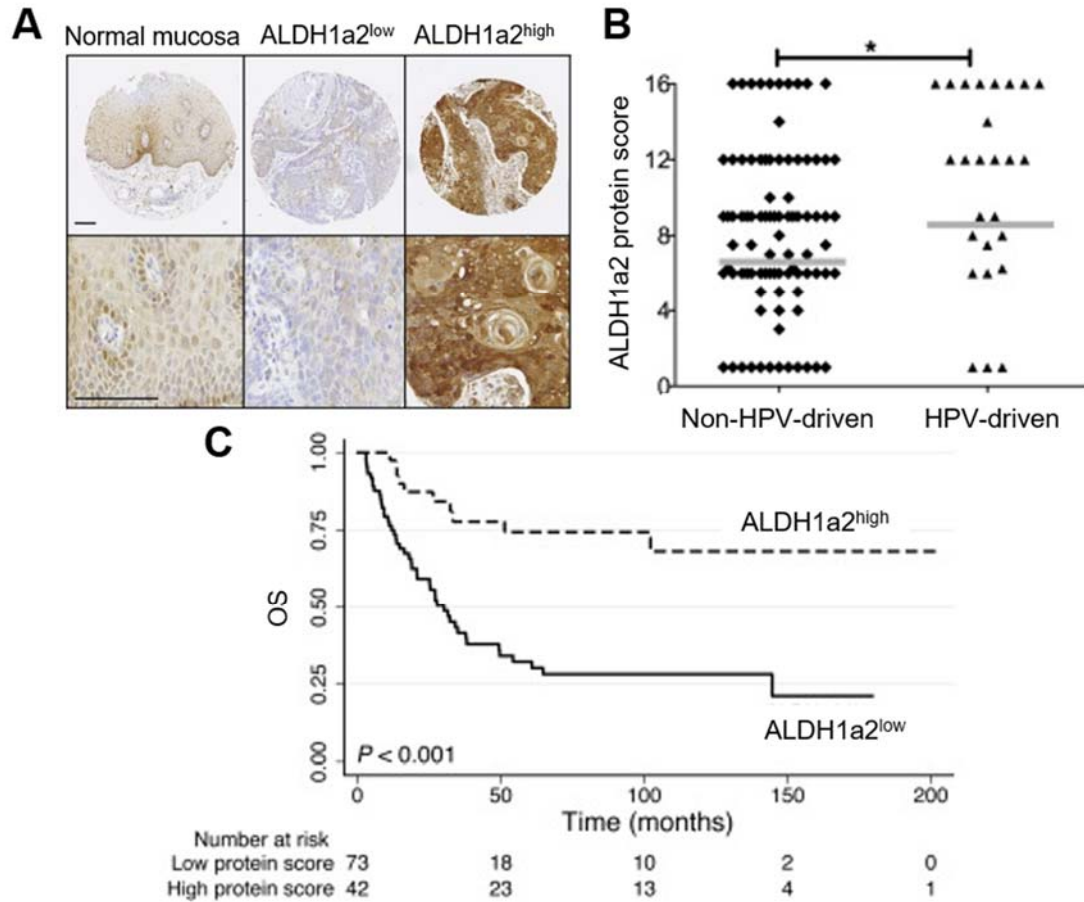 A
Normal mucosa ALDH1a2low ALDH1a2high
B
*
ALDH1a2 protein score
16
12
8
4
0
Non-HPV-driven HPV-driven
C
OS
1.00
0.75
0.50
0.25
0.00
ALDH1a2high
ALDH1a2low
P < 0.001
0 50 100 150 200
Time (months)
Number at risk
Low protein score 73 18 10 2 0
High protein score 42 23 13 4 1